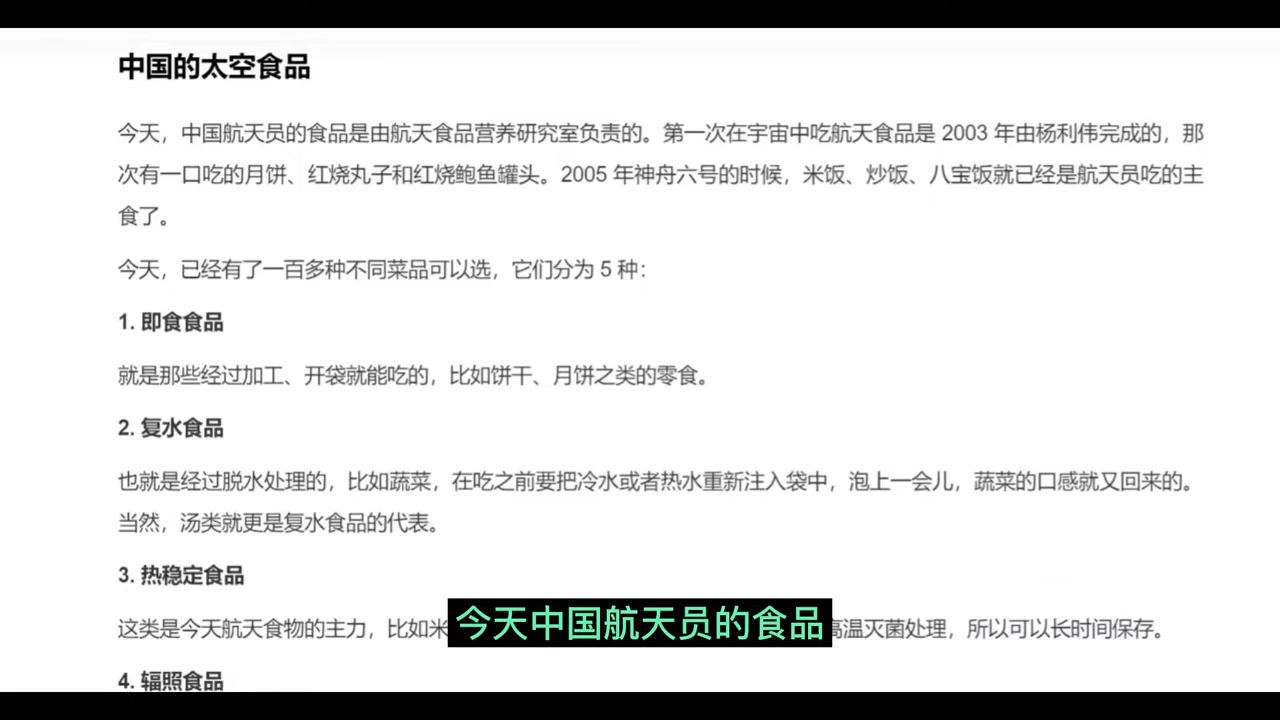 中国的太空食品
今天，中国航天员的食品是由航天食品营养研究室负责的。第一次在宇宙中吃航天食品是 2003 年由杨利伟完成的，那
次有一口吃的月饼、红烧丸子和红烧鲍鱼罐头。2005 年神舟六号的时候，米饭、炒饭、八宝饭就已经是航天员吃的主
食了。
今天，已经有了一百多种不同菜品可以选，它们分为 5 种：
1. 即食食品
就是那些经过加工、开袋就能吃的，比如饼干、月饼之类的零食。
2. 复水食品
也就是经过脱水处理的，比如蔬菜，在吃之前要把冷水或者热水重新注入袋中，泡上一会儿，蔬菜的口感就又回来的。
当然，汤类就更是复水食品的代表。
3. 热稳定食品
这类是今天航天食物的主力，比如米 高温灭菌处理，所以可以长时间保存。
今天中国航天员的食品
4. 辐照食品